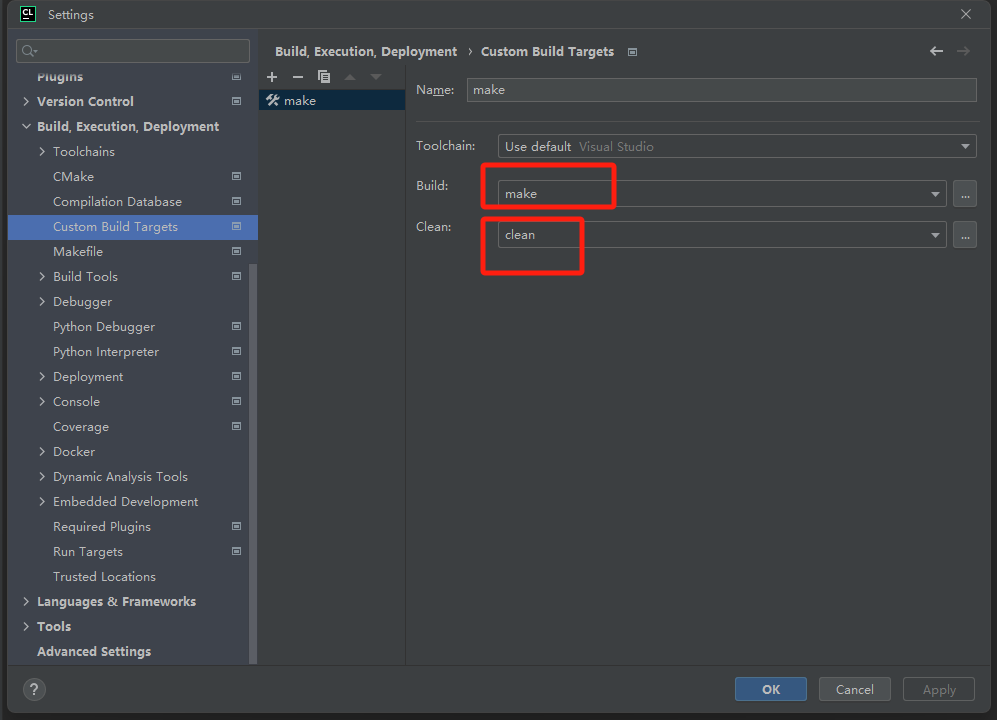 CL Settings
Plugins
Version Control
Build, Execution, Deployment
Toolchains
CMake
Compilation Database
Custom Build Targets
Makefile
Build Tools
Debugger
Python Debugger
Python Interpreter
Deployment
Console
Coverage
Docker
Dynamic Analysis Tools
Embedded Development
Required Plugins
Run Targets
Trusted Locations
Languages & Frameworks
Tools
Advanced Settings
Build, Execution, Deployment › Custom Build Targets
make
Name: make
Toolchain: Use default Visual Studio
Build: make ...
Clean: clean ...
? OK Cancel Apply